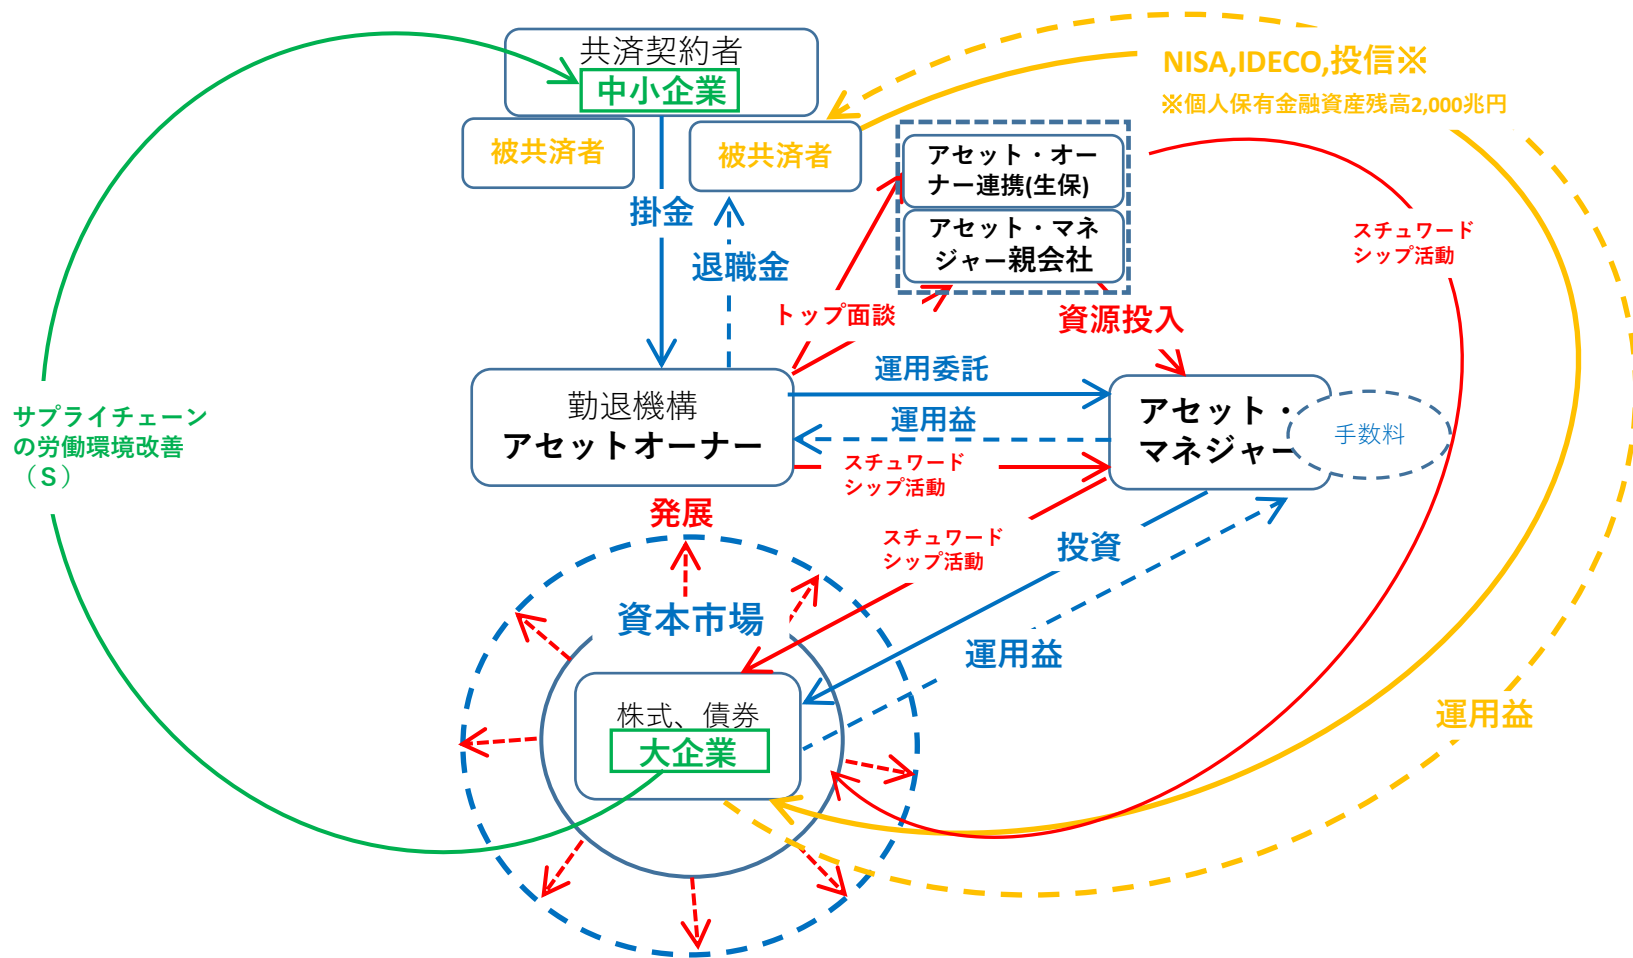 共済契約者
中小企業
NISA,IDECO,投信※
※個人保有金融資産残高2,000兆円
被共済者
被共済者
アセット・オー
ナー連携(生保)
アセット・マネ
ジャー親会社
掛金
退職金
スチュワード
シップ活動
トップ面談
資源投入
運用委託
勤退機構
アセットオーナー
運用益
アセット・
マネジャー
手数料
サプライチェーン
の労働環境改善
（S）
スチュワード
シップ活動
発展
スチュワード
シップ活動
投資
資本市場
運用益
株式、債券
大企業
運用益